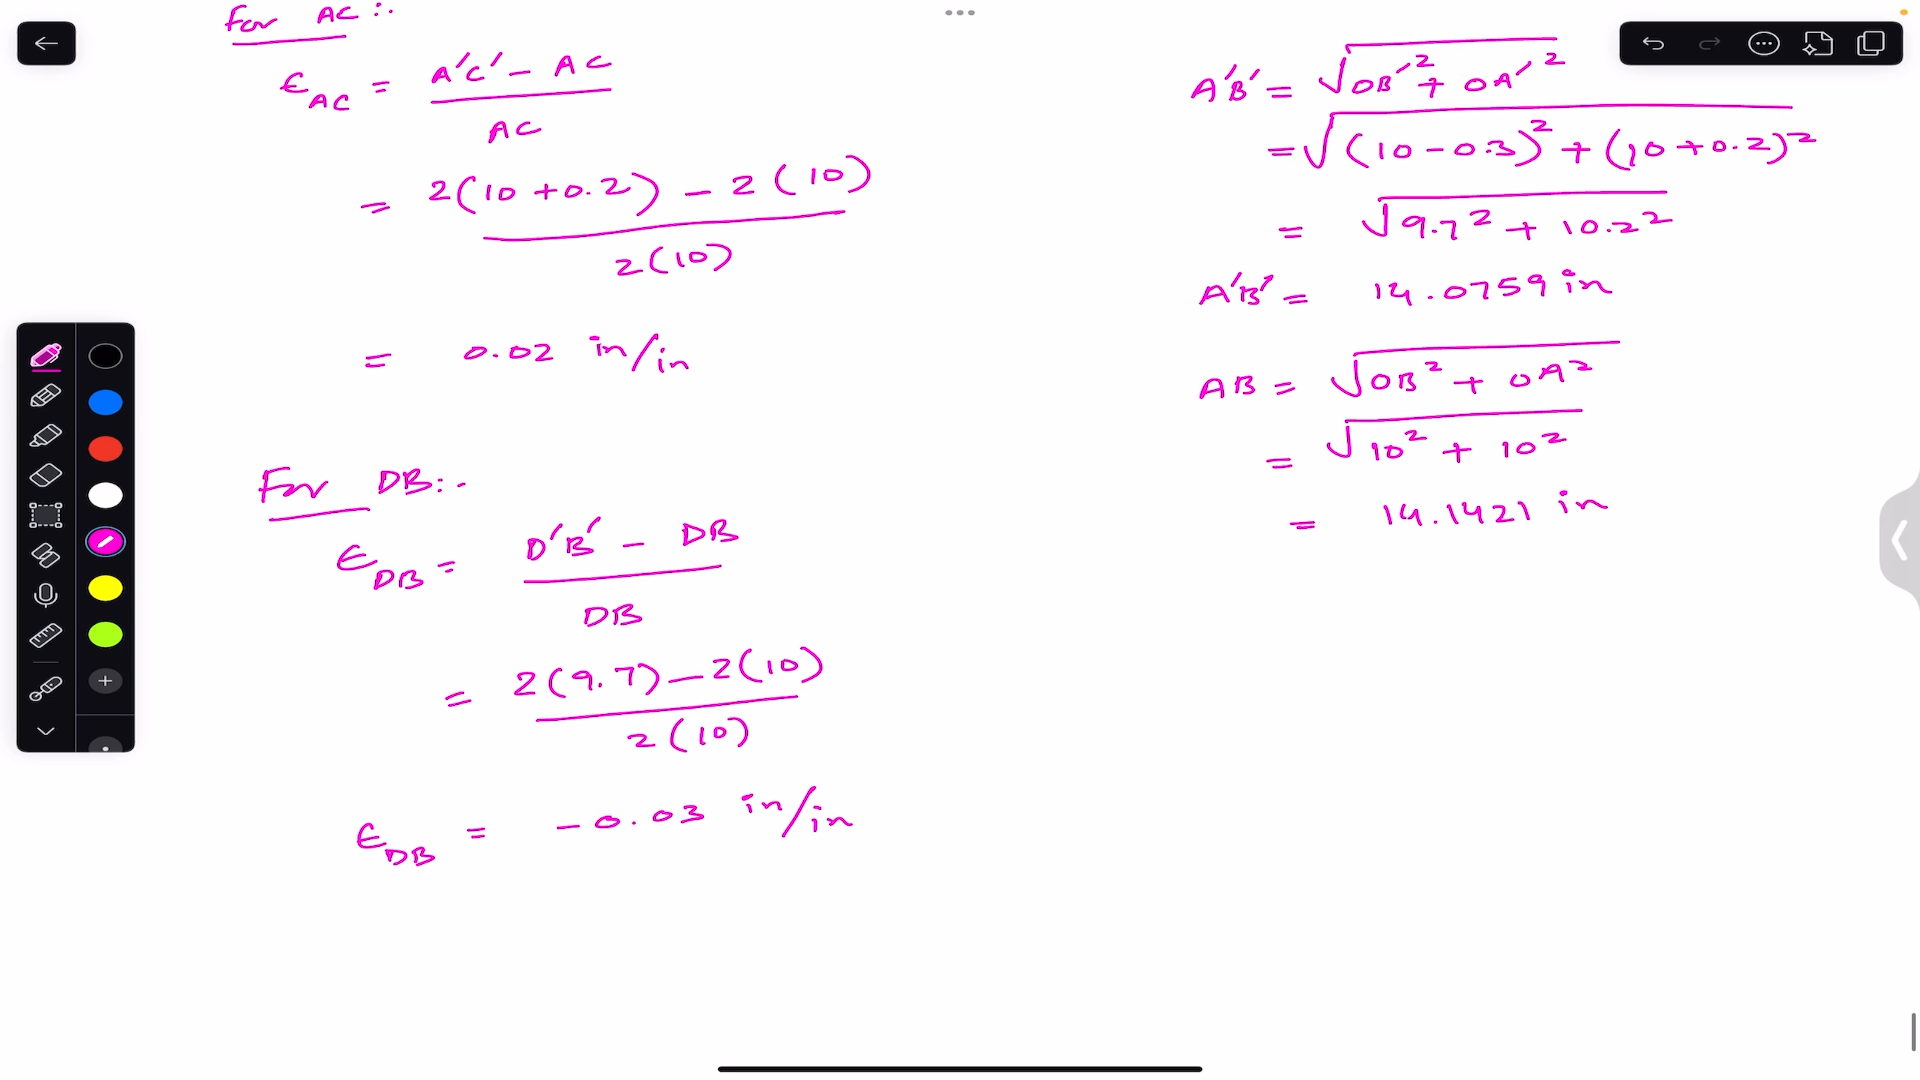 For AC :-
ϵ_AC = (A'C' - AC) / AC
= (2(10 + 0.2) - 2(10)) / 2(10)
= 0.02 in/in
For DB :-
ϵ_DB = (D'B' - DB) / DB
= (2(9.7) - 2(10)) / 2(10)
ϵ_DB = -0.03 in/in
A'B' = √(OB'² + OA'²)
= √((10 - 0.3)² + (10 + 0.2)²)
= √(9.7² + 10.2²)
A'B' = 14.0759 in
AB = √(OB² + OA²)
= √(10² + 10²)
= 14.1421 in